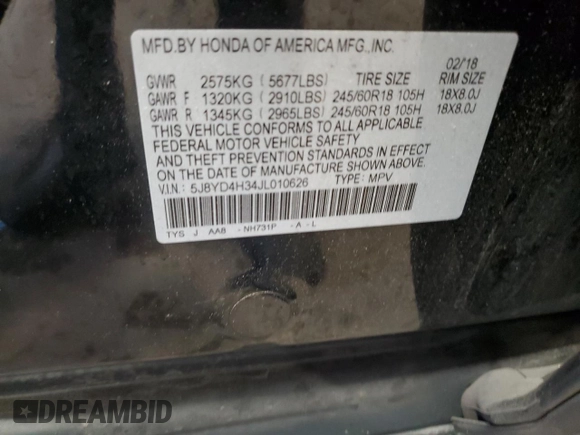 MFD.BY HONDA OF AMERICA MFG.,INC.
02/18
GVWR 2575KG ( 5677LBS) TIRE SIZE RIM SIZE
GAWR F 1320KG ( 2910LBS) 245/60R18 105H 18X8.0J
GAWR R 1345KG ( 2965LBS) 245/60R18 105H 18X8.0J
THIS VEHICLE CONFORMS TO ALL APPLICABLE
FEDERAL MOTOR VEHICLE SAFETY
AND THEFT PREVENTION STANDARDS IN EFFECT
ON THE DATE OF MANUFACTURE SHOWN ABOVE.
V.I.N.: 5J8YD4H34JL010626 TYPE: MPV
TYS J AA8 -NH731P -A -L
DREAMBID